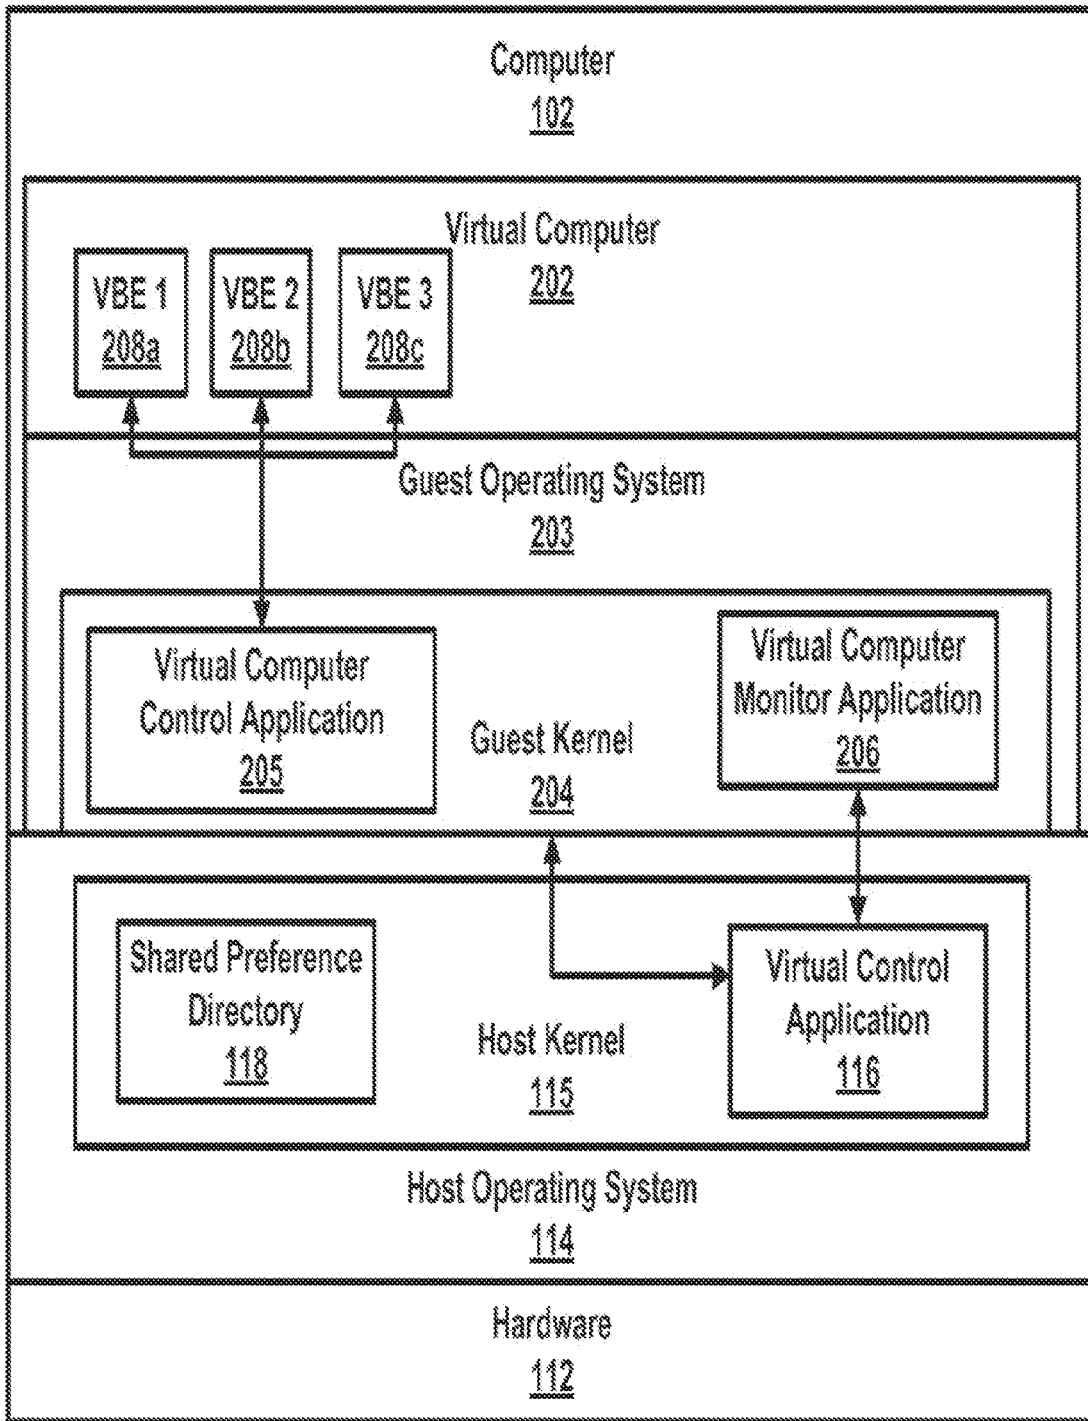 Computer
102
Virtual Computer
202
VBE 1
208a
VBE 2
208b
VBE 3
208c
Guest Operating System
203
Virtual Computer
Control Application
205
Guest Kernel
204
Virtual Computer
Monitor Application
206
Shared Preference
Directory
118
Host Kernel
115
Virtual Control
Application
116
Host Operating System
114
Hardware
112